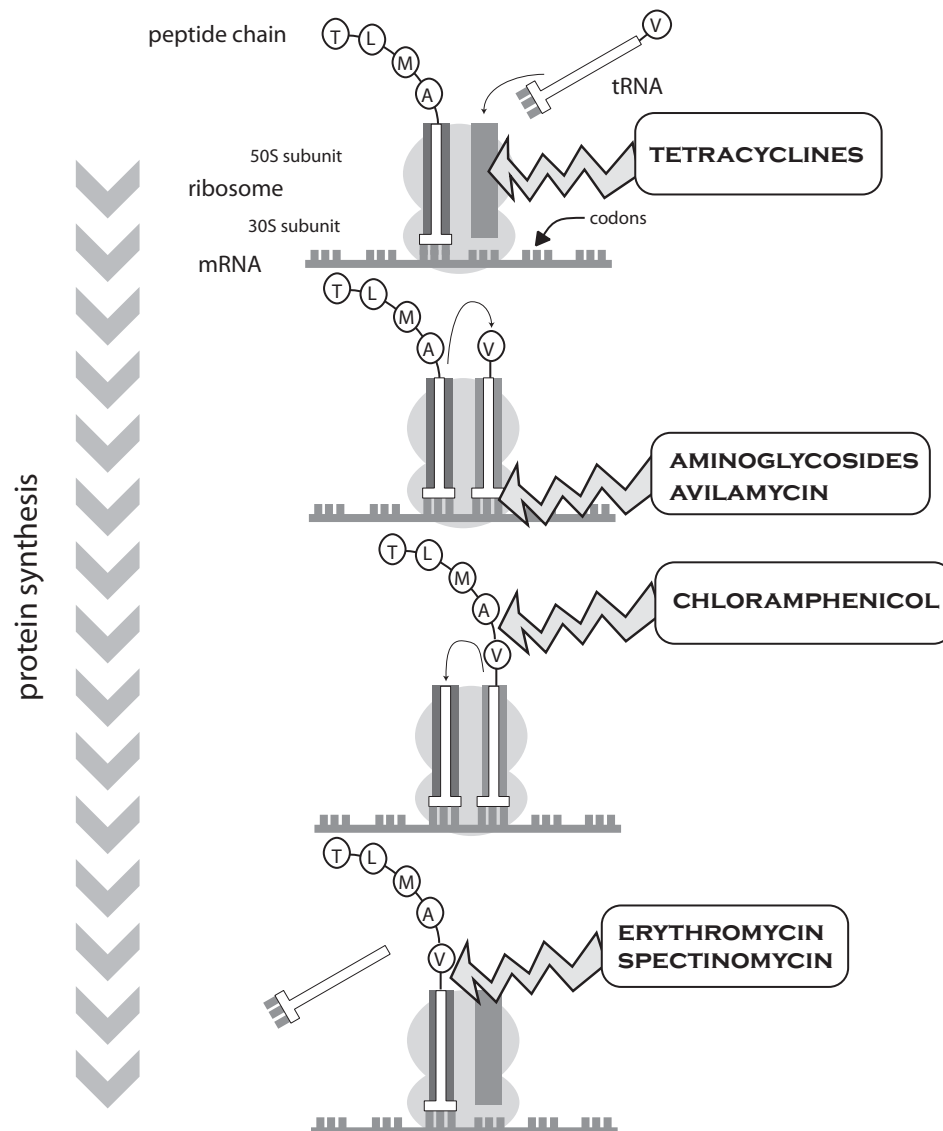 peptide chain
T L M A
V
tRNA
TETRACYCLINES
50S subunit
ribosome
30S subunit
codons
mRNA
T L M A
V
AMINOGLYCOSIDES
AVILAMYCIN
T L M A V
CHLORAMPHENICOL
protein synthesis
T L M A V
ERYTHROMYCIN
SPECTINOMYCIN